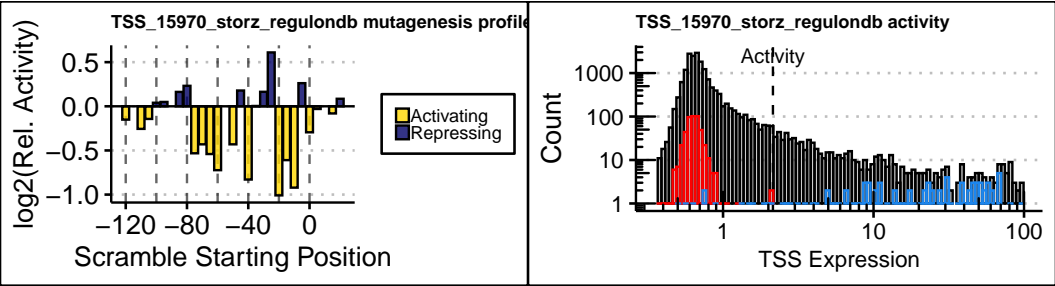 TSS_15970_storz_regulondb mutagenesis profile
log2(Rel. Activity)
0.5
0.0
−0.5
−1.0
−120 −80 −40 0
Scramble Starting Position
Activating
Repressing
TSS_15970_storz_regulondb activity
Activity
Count
1000
100
10
1
1 10 100
TSS Expression